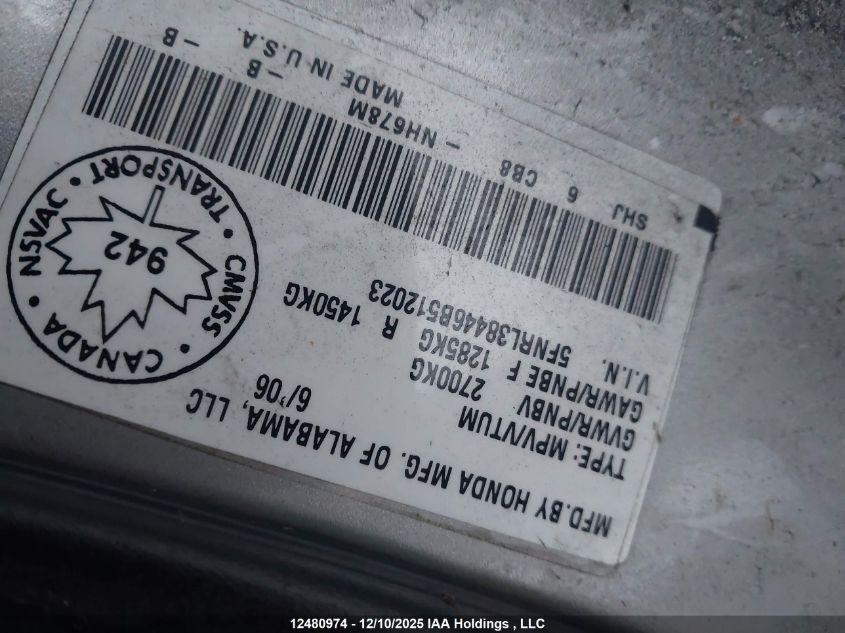 MFD.BY HONDA MFG. OF ALABAMA, LLC
6/'06
TYPE: MPV/VTUM
GVWR/PNBV 2700KG
GAWR/PNBE F 1285KG R 1450KG
V.I.N. 5FNRL38446B512023
SHJ 6 CB8 - NH678M - B - B
MADE IN U.S.A.
CANADA • NSVAC • TRANSPORT • CMVSS •
942
12480974 - 12/10/2025 IAA Holdings , LLC